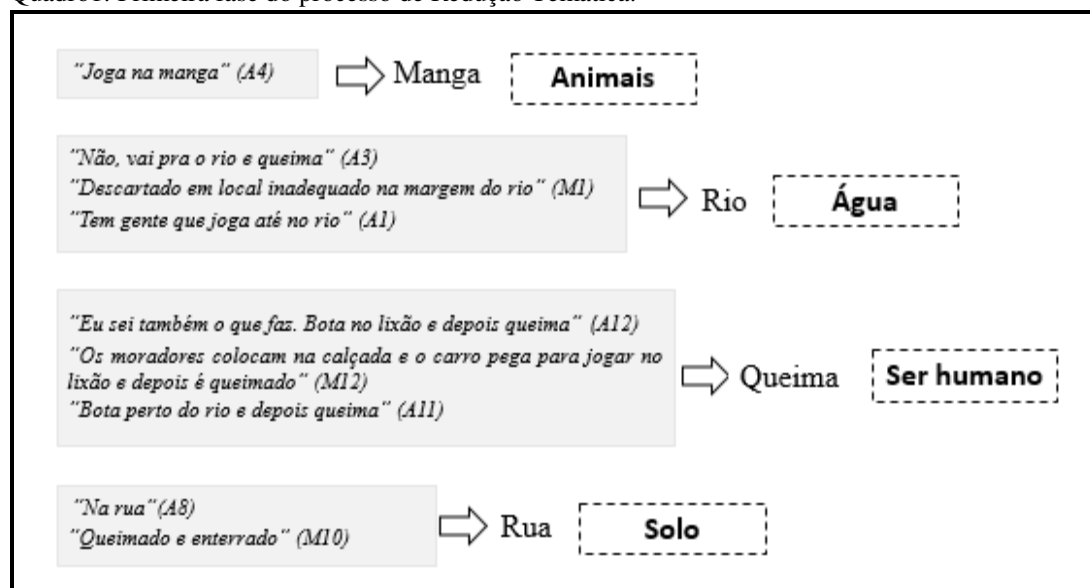 Quadro1: Primeira fase do processo de Redução Temática.
"Joga na manga" (A4)
Manga
Animais
"Não, vai pra o rio e queima" (A3)
"Descartado em local inadequado na margem do rio" (M1)
"Tem gente que joga até no rio" (A1)
Rio
Água
"Eu sei também o que faz. Bota no lixão e depois queima" (A12)
"Os moradores colocam na calçada e o carro pega para jogar no
lixão e depois é queimado" (M12)
"Bota perto do rio e depois queima" (A11)
Queima
Ser humano
"Na rua"(A8)
"Queimado e enterrado" (M10)
Rua
Solo